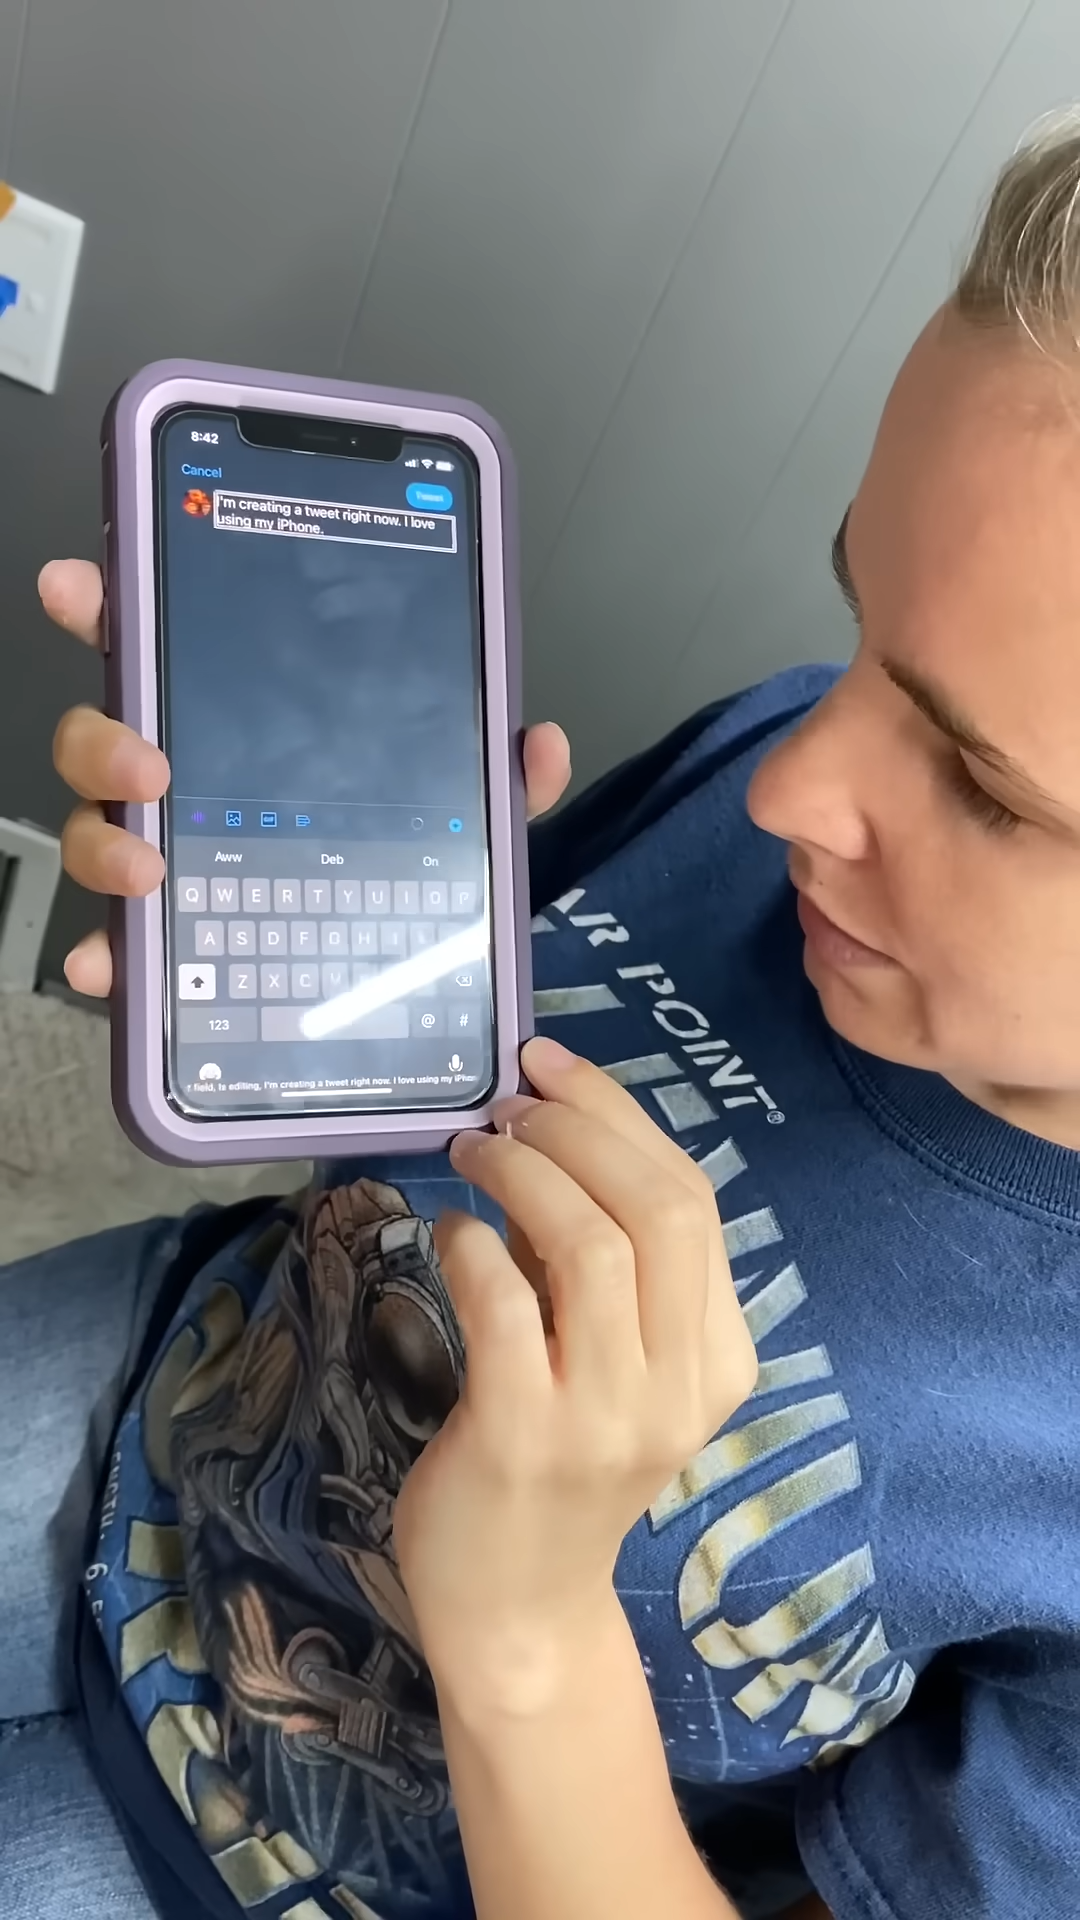 8:42
Cancel
Tweet
I'm creating a tweet right now. I love
using my iPhone.
GIF
Aww Deb On
Q W E R T Y U I O P
A S D F G H
Z X C
123 @ #
field, is editing, I'm creating a tweet right now. I love using my
POINT®